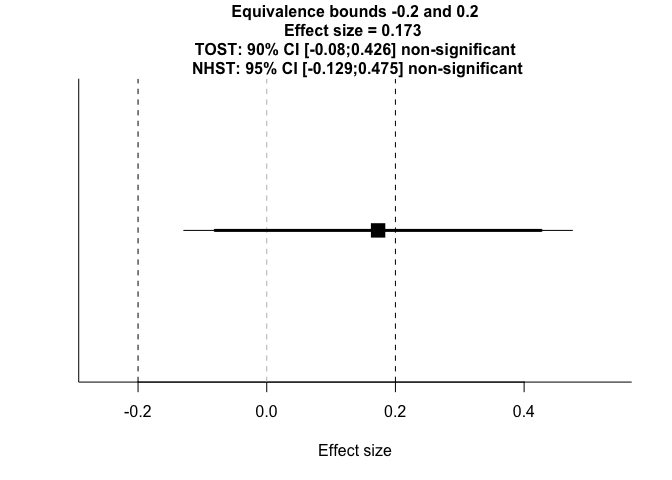 Equivalence bounds -0.2 and 0.2
Effect size = 0.173
TOST: 90% CI [-0.08;0.426] non-significant
NHST: 95% CI [-0.129;0.475] non-significant
-0.2 0.0 0.2 0.4
Effect size